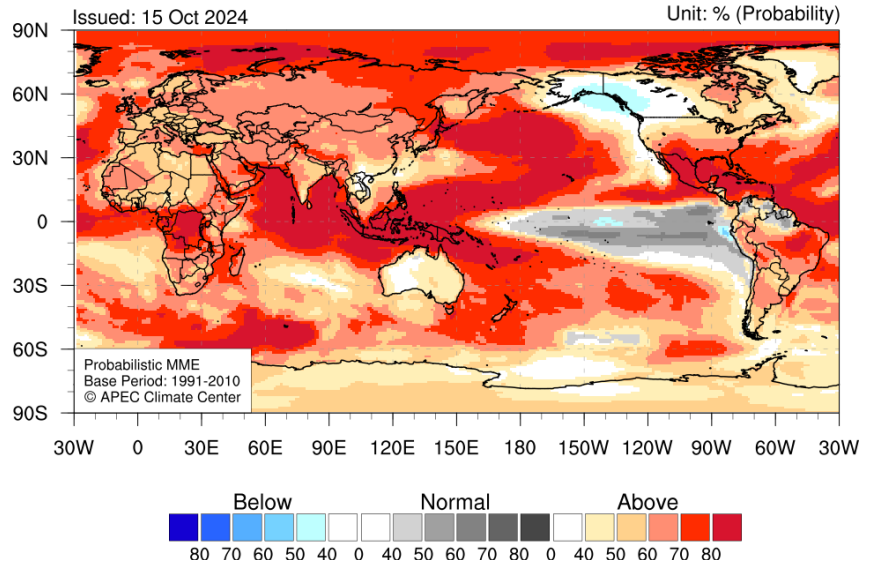 Issued: 15 Oct 2024
Unit: % (Probability)
90N
60N
30N
0
30S
60S
90S
Probabilistic MME
Base Period: 1991-2010
© APEC Climate Center
30W 0 30E 60E 90E 120E 150E 180 150W 120W 90W 60W 30W
Below Normal Above
80 70 60 50 40 0 40 50 60 70 80 0 40 50 60 70 80